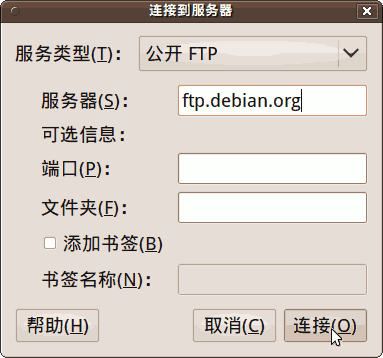 连接到服务器
服务类型(T)： 公开 FTP
服务器(S)： ftp.debian.org
可选信息：
端口(P)：
文件夹(F)：
添加书签(B)
书签名称(N)：
帮助(H) 取消(C) 连接(O)